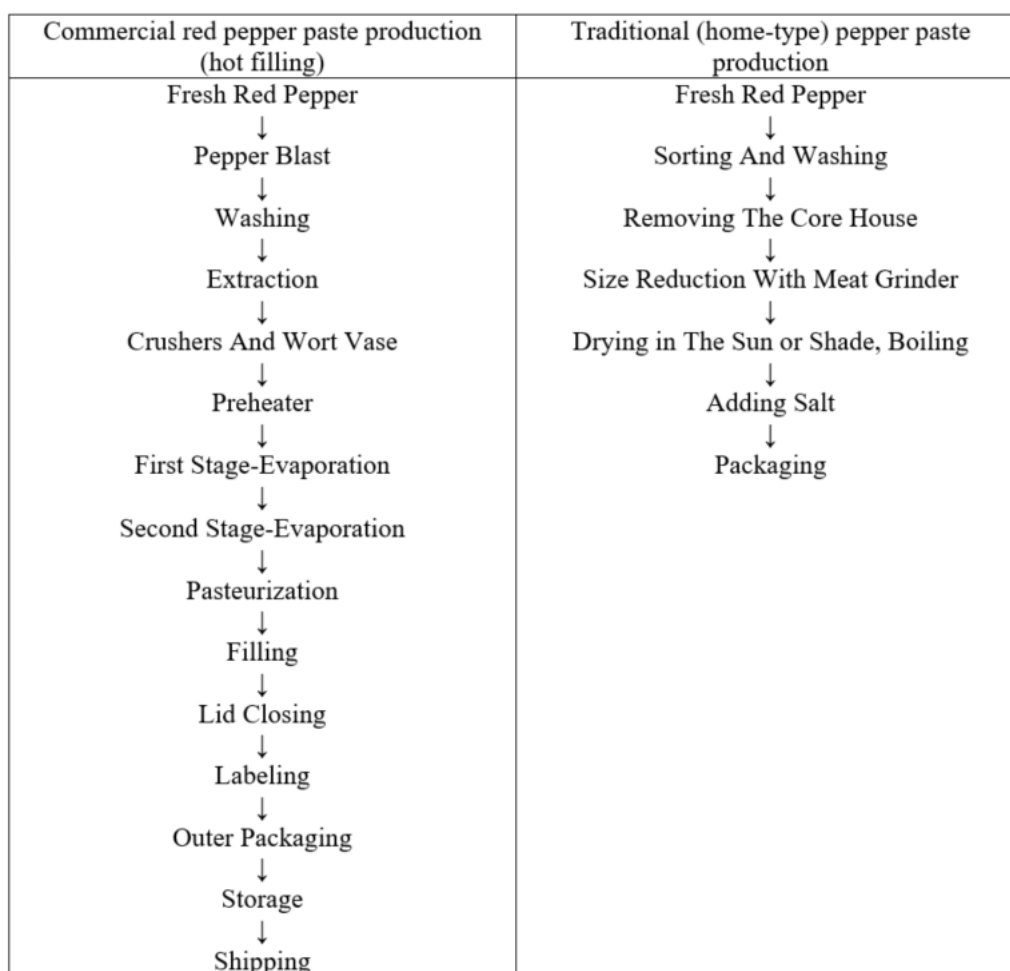 Commercial red pepper paste production
(hot filling)
Fresh Red Pepper
↓
Pepper Blast
↓
Washing
↓
Extraction
↓
Crushers And Wort Vase
↓
Preheater
↓
First Stage-Evaporation
↓
Second Stage-Evaporation
↓
Pasteurization
↓
Filling
↓
Lid Closing
↓
Labeling
↓
Outer Packaging
↓
Storage
↓
Shipping
Traditional (home-type) pepper paste
production
Fresh Red Pepper
↓
Sorting And Washing
↓
Removing The Core House
↓
Size Reduction With Meat Grinder
↓
Drying in The Sun or Shade, Boiling
↓
Adding Salt
↓
Packaging